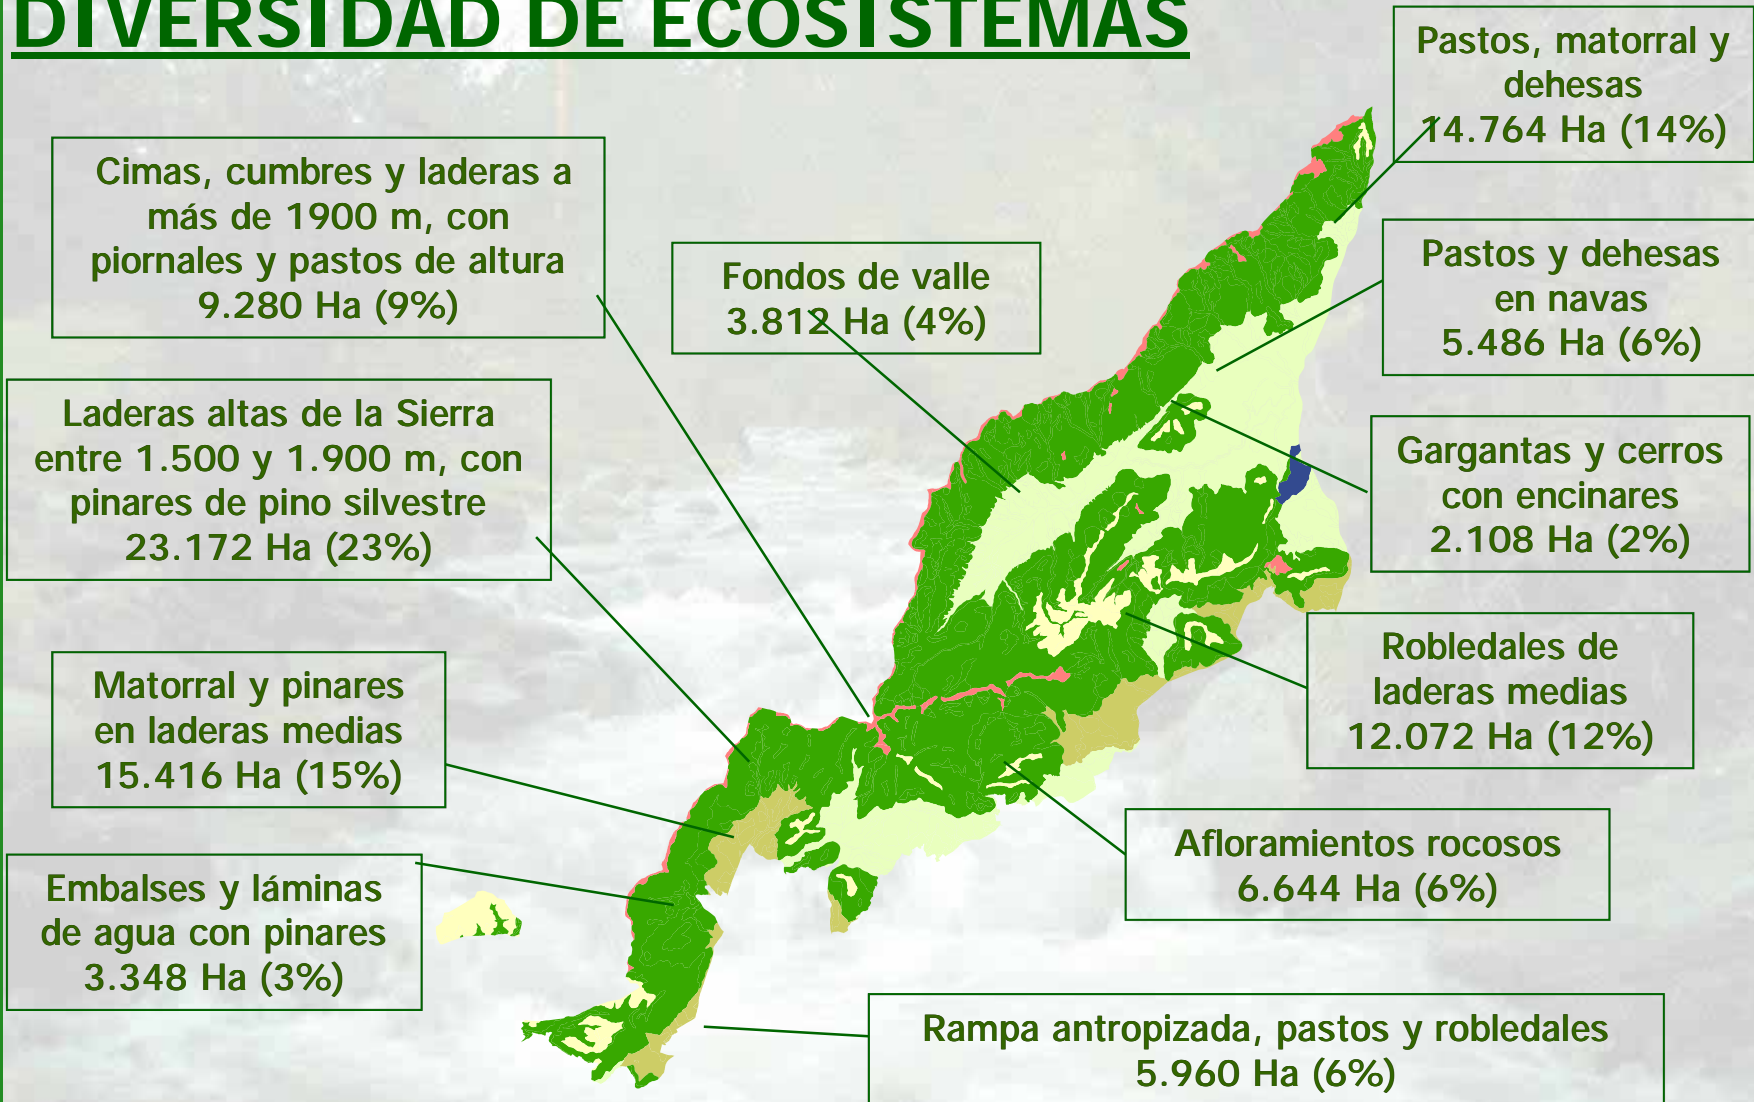 DIVERSIDAD DE ECOSISTEMAS
Pastos, matorral y
dehesas
14.764 Ha (14%)
Cimas, cumbres y laderas a
más de 1900 m, con
piornales y pastos de altura
9.280 Ha (9%)
Fondos de valle
3.812 Ha (4%)
Pastos y dehesas
en navas
5.486 Ha (6%)
Laderas altas de la Sierra
entre 1.500 y 1.900 m, con
pinares de pino silvestre
23.172 Ha (23%)
Gargantas y cerros
con encinares
2.108 Ha (2%)
Robledales de
laderas medias
12.072 Ha (12%)
Matorral y pinares
en laderas medias
15.416 Ha (15%)
Afloramientos rocosos
6.644 Ha (6%)
Embalses y láminas
de agua con pinares
3.348 Ha (3%)
Rampa antropizada, pastos y robledales
5.960 Ha (6%)